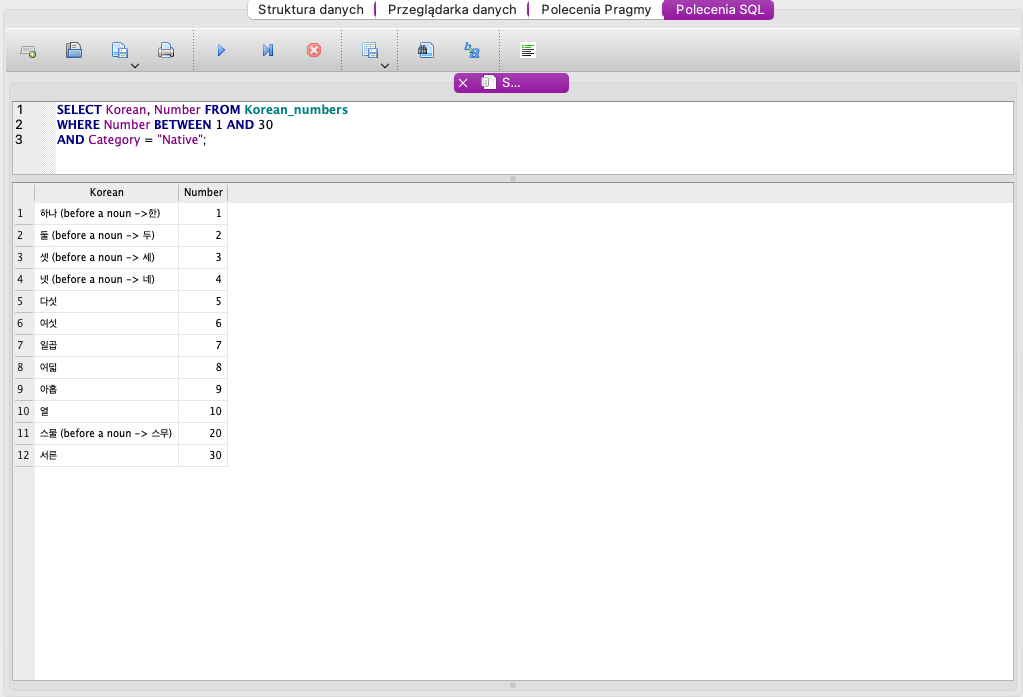 Struktura danych Przeglądarka danych Polecenia Pragmy Polecenia SQL
S...
1 SELECT Korean, Number FROM Korean_numbers
2 WHERE Number BETWEEN 1 AND 30
3 AND Category = "Native";
Korean Number
1 하나 (before a noun ->한) 1
2 둘 (before a noun -> 두) 2
3 셋 (before a noun -> 세) 3
4 넷 (before a noun -> 네) 4
5 다섯 5
6 여섯 6
7 일곱 7
8 여덟 8
9 아홉 9
10 열 10
11 스물 (before a noun -> 스무) 20
12 서른 30